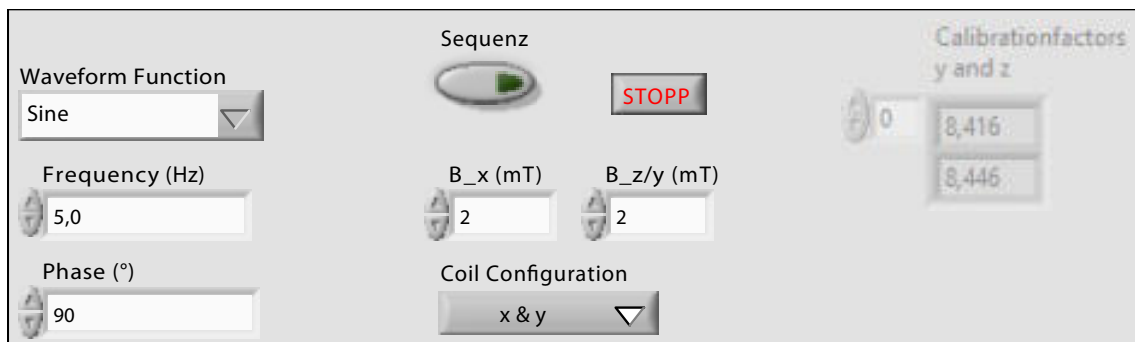 Waveform Function
Sine
Frequency (Hz)
5,0
Phase (°)
90
Sequenz
STOPP
B_x (mT)
2
B_z/y (mT)
2
Coil Configuration
x & y
Calibrationfactors
y and z
0
8,416
8,446